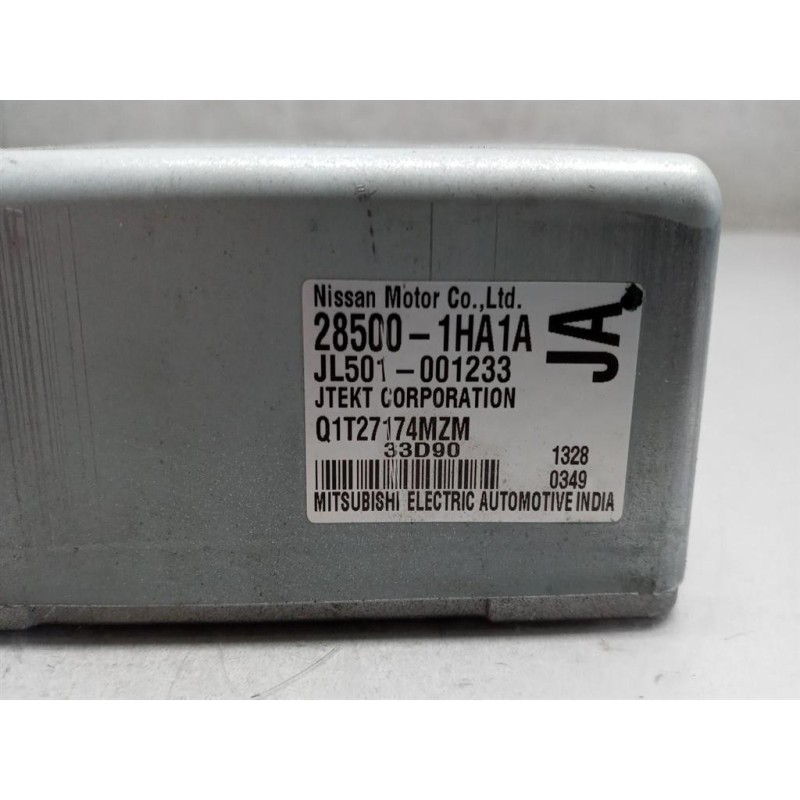 Nissan Motor Co.,Ltd.
28500-1HA1A
JA
JL501-001233
JTEKT CORPORATION
Q1T27174MZM
33D90
1328
0349
MITSUBISHI ELECTRIC AUTOMOTIVE INDIA